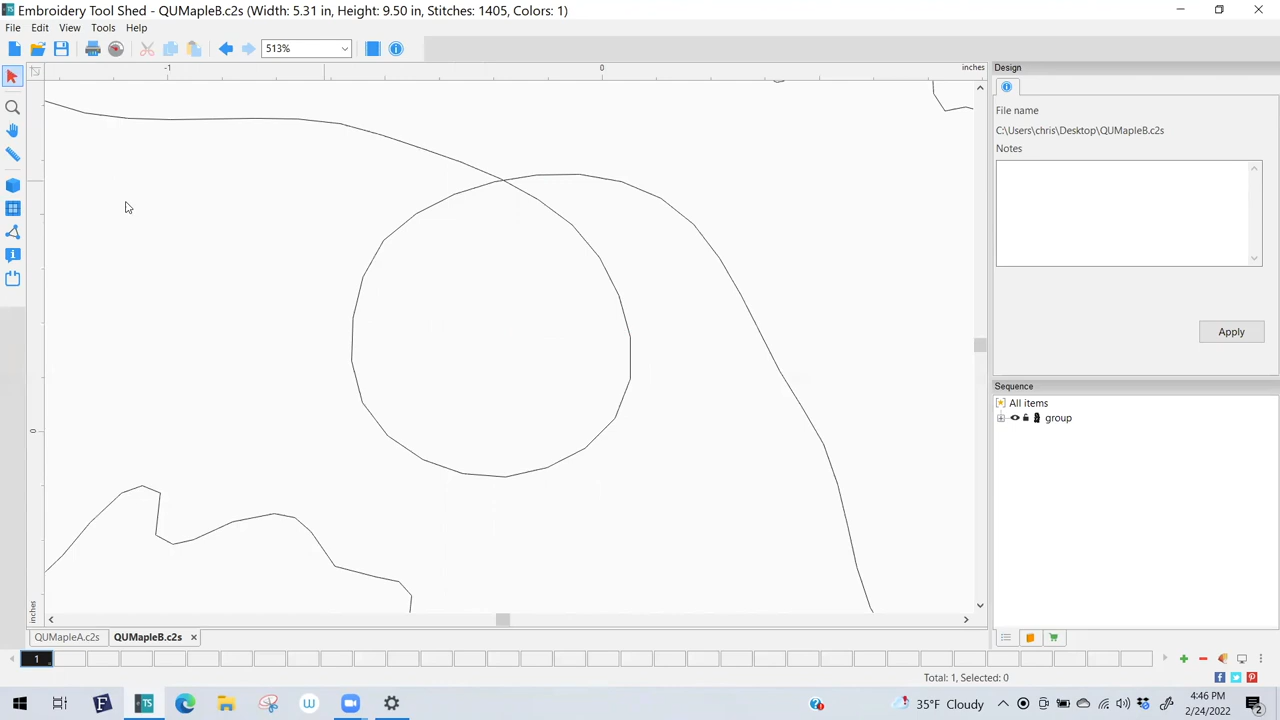 Embroidery Tool Shed - QUMapleB.c2s (Width: 5.31 in, Height: 9.50 in, Stitches: 1405, Colors: 1)
File Edit View Tools Help
513%
-1 0 inches
Design
File name
C:\Users\chris\Desktop\QUMapleB.c2s
Notes
Apply
Sequence
All items
group
0
inches
QUMapleA.c2s QUMapleB.c2s
1
Total: 1, Selected: 0
35°F Cloudy
4:46 PM
2/24/2022
2